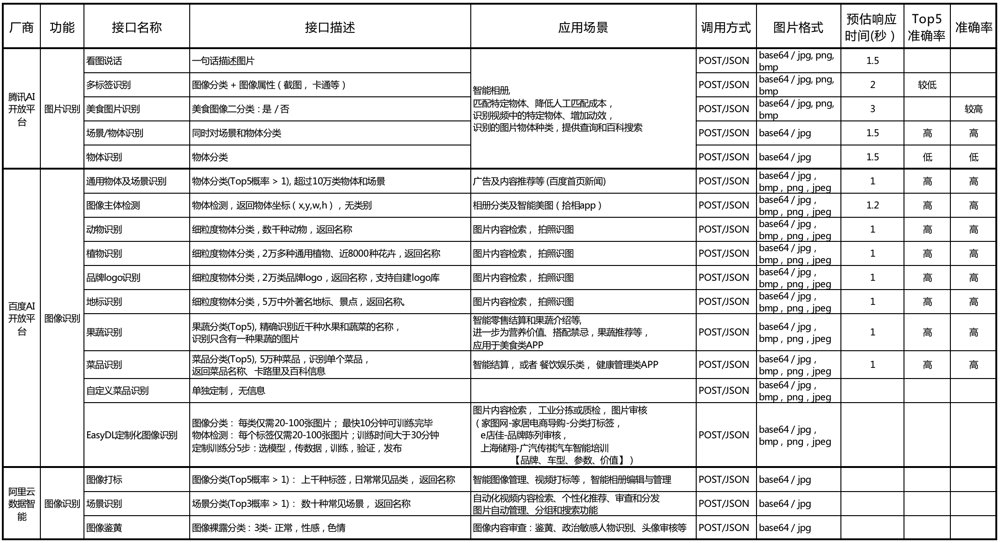 厂商 功能 接口名称 接口描述 应用场景 调用方式 图片格式 预估响应时间(秒) Top5准确率 准确率
腾讯AI开放平台 图片识别
智能相册,
匹配特定物体、降低人工匹配成本,
识别视频中的特定物体、增加动效,
识别的图片物体种类,提供查询和百科搜索
看图说话 一句话描述图片 POST/JSON base64 / jpg, png, bmp 1.5
多标签识别 图像分类 + 图像属性(截图, 卡通等) POST/JSON base64 / jpg, png, bmp 2 较低
美食图片识别 美食图像二分类:是 / 否 POST/JSON base64 / jpg, png, bmp 3 较高
场景/物体识别 同时对场景和物体分类 POST/JSON base64 / jpg 1.5 高 高
物体识别 物体分类 POST/JSON base64 / jpg 1.5 低 低
百度AI开放平台 图像识别
通用物体及场景识别 物体分类(Top5概率 > 1), 超过10万类物体和场景 广告及内容推荐等 (百度首页新闻) POST/JSON base64 / jpg, bmp, png, jpeg 1 高 高
图像主体检测 物体检测,返回物体坐标(x,y,w,h),无类别 相册分类及智能美图(拾相app) POST/JSON base64 / jpg, bmp, png, jpeg 1.2 高 高
动物识别 细粒度物体分类,数千种动物,返回名称 图片内容检索, 拍照识图 POST/JSON base64 / jpg, bmp, png, jpeg 1 高 高
植物识别 细粒度物体分类,2万多种通用植物、近8000种花卉,返回名称 图片内容检索, 拍照识图 POST/JSON base64 / jpg, bmp, png, jpeg 1 高 高
品牌logo识别 细粒度物体分类,2万类品牌logo,返回名称,支持自建logo库 图片内容检索, 拍照识图 POST/JSON base64 / jpg, bmp, png, jpeg 1 高 高
地标识别 细粒度物体分类,5万中外著名地标、景点,返回名称。 图片内容检索, 拍照识图 POST/JSON base64 / jpg, bmp, png, jpeg 1 高 高
果蔬识别
果蔬分类(Top5), 精确识别近千种水果和蔬菜的名称,
识别只含有一种果蔬的图片
智能零售结算和果蔬介绍等,
进一步为营养价值、搭配禁忌,果蔬推荐等,
应用于美食类APP
POST/JSON base64 / jpg, bmp, png, jpeg 1 高 高
菜品识别
菜品分类(Top5), 5万种菜品,识别单个菜品,
返回菜品名称、卡路里及百科信息
智能结算, 或者 餐饮娱乐类, 健康管理类APP POST/JSON base64 / jpg, bmp, png, jpeg 1 高 高
自定义菜品识别 单独定制, 无信息 POST/JSON base64 / jpg, bmp, png, jpeg
EasyDL定制化图像识别
图像分类: 每类仅需20-100张图片; 最快10分钟可训练完毕
物体检测: 每个标签仅需20-100张图片;训练时间大于30分钟
定制训练分5步:选模型,传数据,训练,验证,发布
图片内容检索, 工业分拣或质检, 图片审核
(家图网-家居电商导购-分类打标签,
e店佳-品牌陈列审核,
上海储翔-广汽传祺汽车智能培训
【品牌、车型、参数、价值】)
POST/JSON base64 / jpg, bmp, png, jpeg
阿里云数据智能 图像识别
图像打标 图像分类(Top5概率 > 1): 上千种标签,日常常见品类, 返回名称 智能图像管理、视频打标等, 智能相册编辑与管理 POST/JSON base64 / jpg
场景识别 场景分类(Top3概率 > 1): 数十种常见场景, 返回名称
自动化视频内容检索、个性化推荐、审查和分发
图片自动管理、分组和搜索功能
POST/JSON base64 / jpg
图像鉴黄 图像裸露分类:3类- 正常,性感,色情 图像内容审查:鉴黄、政治敏感人物识别、头像审核等 POST/JSON base64 / jpg